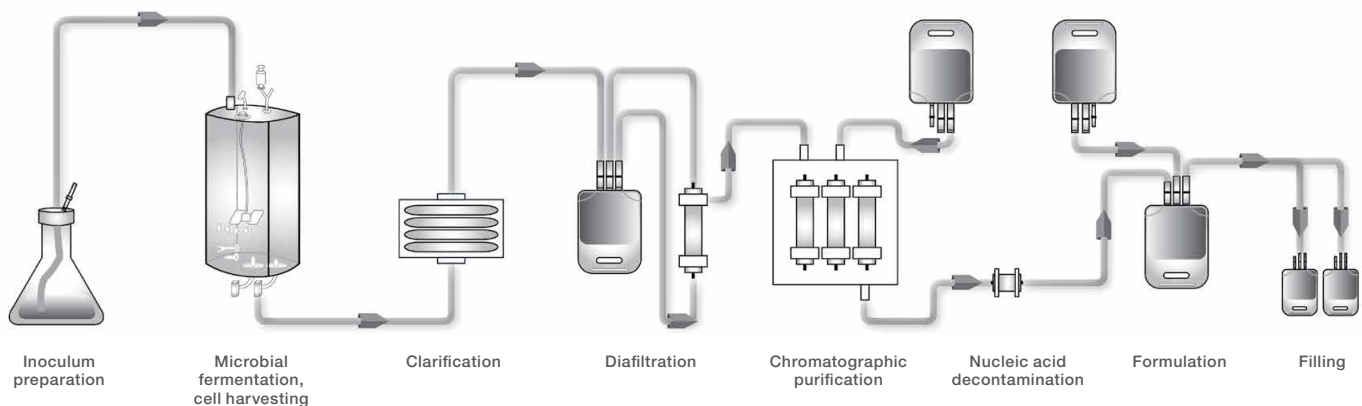 Inoculum
preparation
Microbial
fermentation,
cell harvesting
Clarification
Diafiltration
Chromatographic
purification
Nucleic acid
decontamination
Formulation
Filling